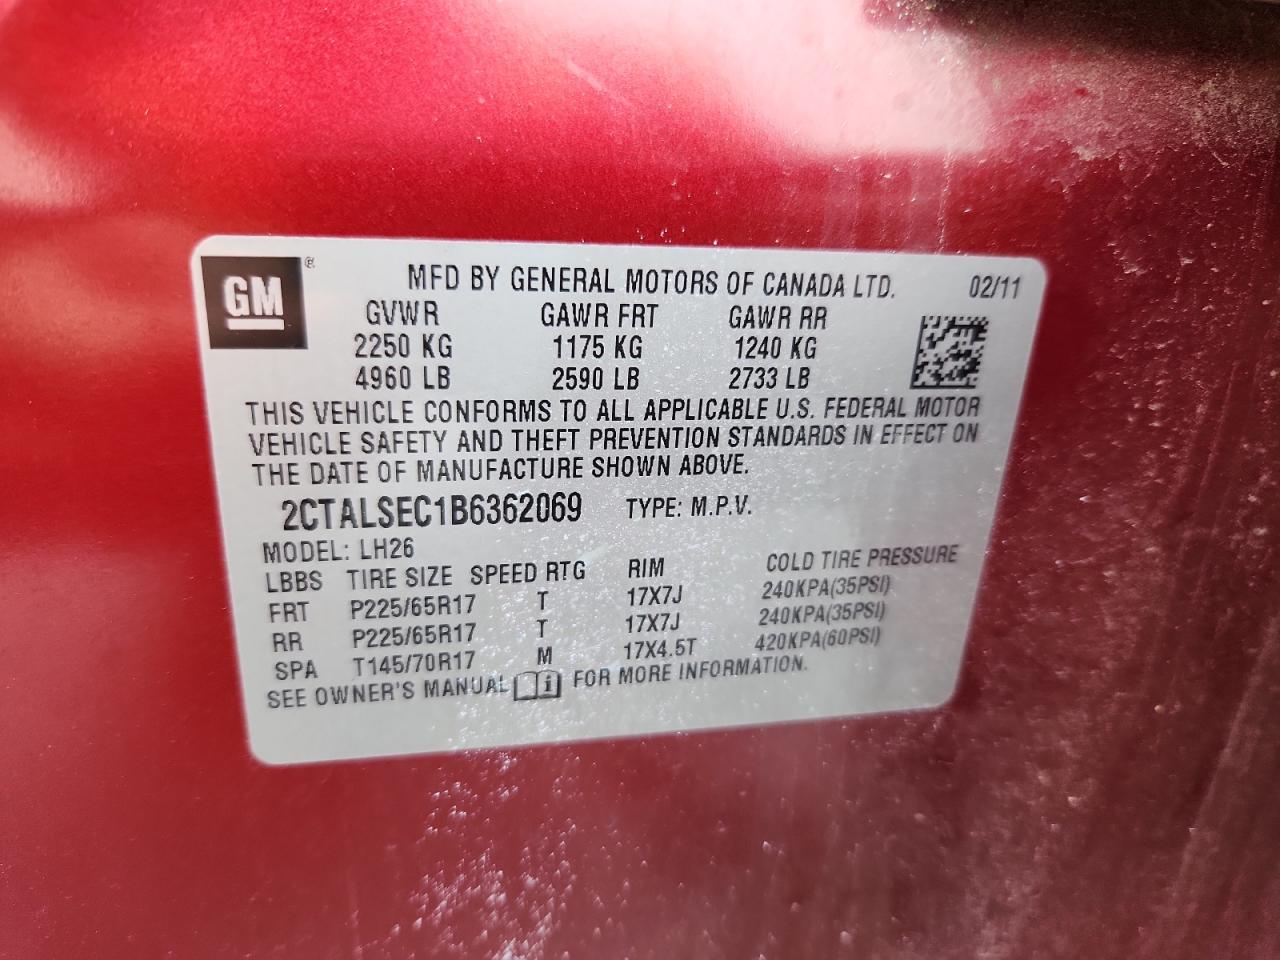 GM ® MFD BY GENERAL MOTORS OF CANADA LTD. 02/11
GVWR GAWR FRT GAWR RR
2250 KG 1175 KG 1240 KG
4960 LB 2590 LB 2733 LB
THIS VEHICLE CONFORMS TO ALL APPLICABLE U.S. FEDERAL MOTOR
VEHICLE SAFETY AND THEFT PREVENTION STANDARDS IN EFFECT ON
THE DATE OF MANUFACTURE SHOWN ABOVE.
2CTALSEC1B6362069 TYPE: M.P.V.
MODEL: LH26
LBBS TIRE SIZE SPEED RTG RIM COLD TIRE PRESSURE
FRT P225/65R17 T 17X7J 240KPA(35PSI)
RR P225/65R17 T 17X7J 240KPA(35PSI)
SPA T145/70R17 M 17X4.5T 420KPA(60PSI)
SEE OWNER'S MANUAL i FOR MORE INFORMATION.